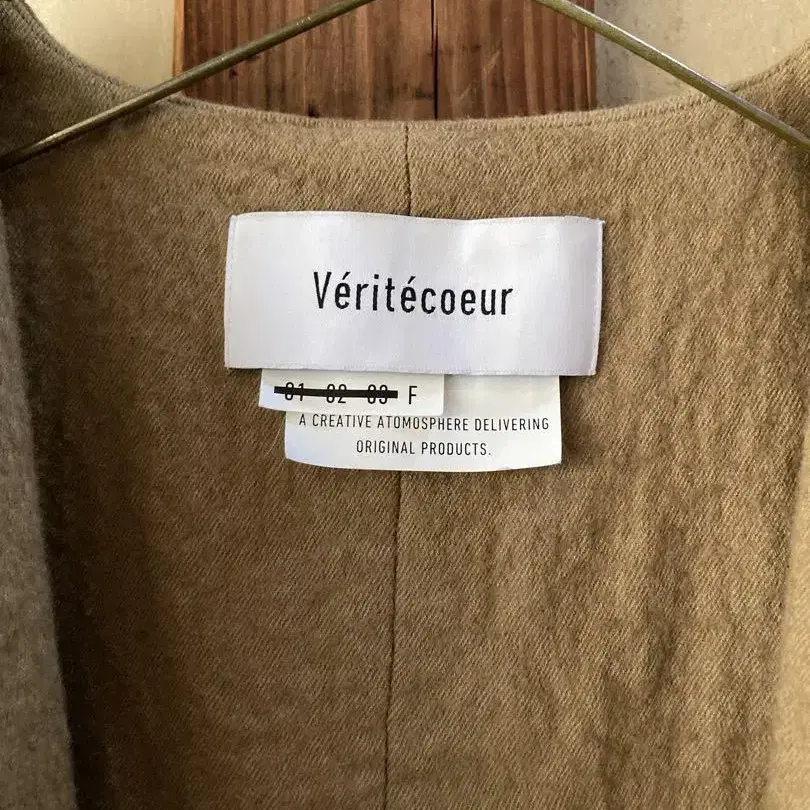 Véritécoeur
01 02 03 F
A CREATIVE ATOMOSPHERE DELIVERING
ORIGINAL PRODUCTS.